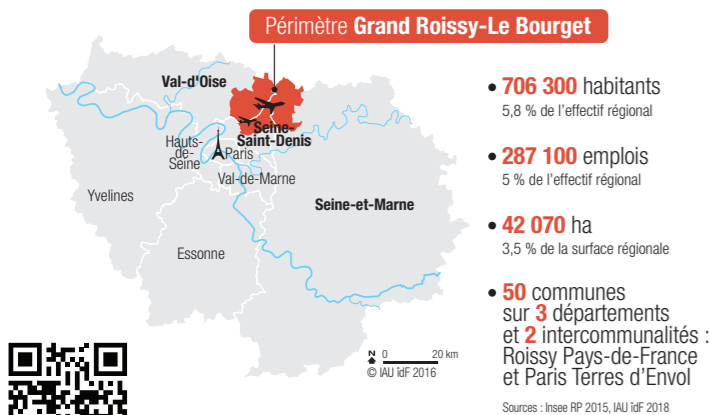 Périmètre Grand Roissy-Le Bourget
Val-d'Oise
Seine-
Saint-Denis
Hauts-
de-
Seine
Paris
Val-de-Marne
Yvelines
Seine-et-Marne
Essonne
N 0 20 km
© IAU îdF 2016
• 706 300 habitants
5,8 % de l'effectif régional
• 287 100 emplois
5 % de l'effectif régional
• 42 070 ha
3,5 % de la surface régionale
• 50 communes
sur 3 départements
et 2 intercommunalités :
Roissy Pays-de-France
et Paris Terres d'Envol
Sources : Insee RP 2015, IAU îdF 2018